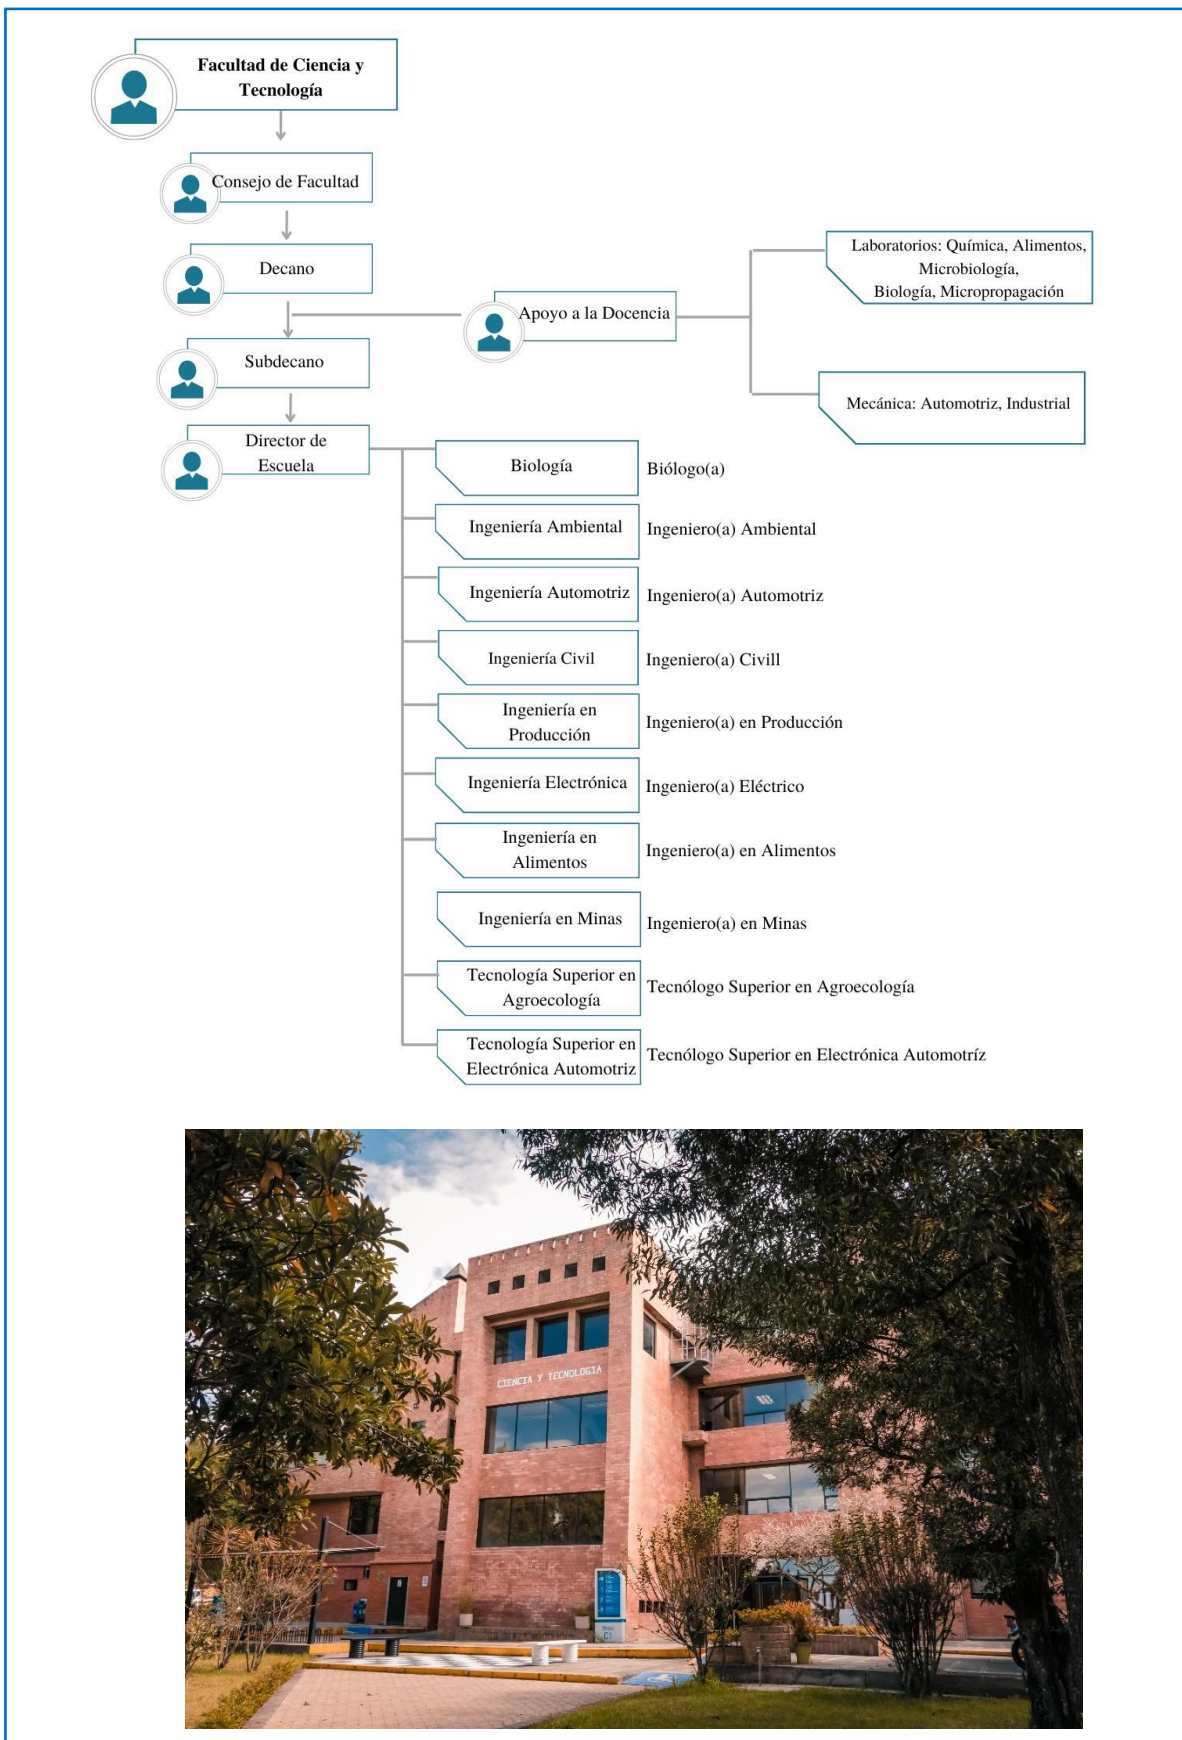 Facultad de Ciencia y
Tecnología
Consejo de Facultad
Decano
Subdecano
Director de
Escuela
Apoyo a la Docencia
Laboratorios: Química, Alimentos,
Microbiología,
Biología, Micropropagación
Mecánica: Automotriz, Industrial
Biología
Biólogo(a)
Ingeniería Ambiental
Ingeniero(a) Ambiental
Ingeniería Automotriz
Ingeniero(a) Automotriz
Ingeniería Civil
Ingeniero(a) Civill
Ingeniería en
Producción
Ingeniero(a) en Producción
Ingeniería Electrónica
Ingeniero(a) Eléctrico
Ingeniería en
Alimentos
Ingeniero(a) en Alimentos
Ingeniería en Minas
Ingeniero(a) en Minas
Tecnología Superior en
Agroecología
Tecnólogo Superior en Agroecología
Tecnología Superior en
Electrónica Automotriz
Tecnólogo Superior en Electrónica Automotríz
CIENCIA Y TECNOLOGIA
C1